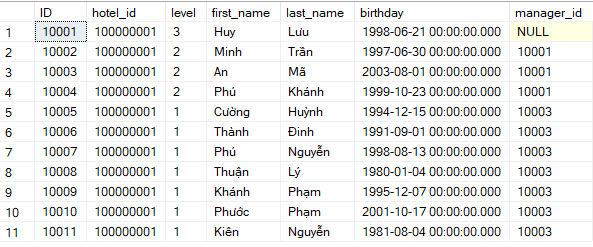 ID hotel_id level first_name last_name birthday manager_id
1 10001 100000001 3 Huy Lưu 1998-06-21 00:00:00.000 NULL
2 10002 100000001 2 Minh Trần 1997-06-30 00:00:00.000 10001
3 10003 100000001 2 An Mã 2003-08-01 00:00:00.000 10001
4 10004 100000001 2 Phú Khánh 1999-10-23 00:00:00.000 10001
5 10005 100000001 1 Cường Huỳnh 1994-12-15 00:00:00.000 10003
6 10006 100000001 1 Thành Đinh 1991-09-01 00:00:00.000 10003
7 10007 100000001 1 Phú Nguyễn 1998-08-13 00:00:00.000 10003
8 10008 100000001 1 Thuận Lý 1980-01-04 00:00:00.000 10003
9 10009 100000001 1 Khánh Phạm 1995-12-07 00:00:00.000 10003
10 10010 100000001 1 Phước Phạm 2001-10-17 00:00:00.000 10003
11 10011 100000001 1 Kiên Nguyễn 1981-08-04 00:00:00.000 10003